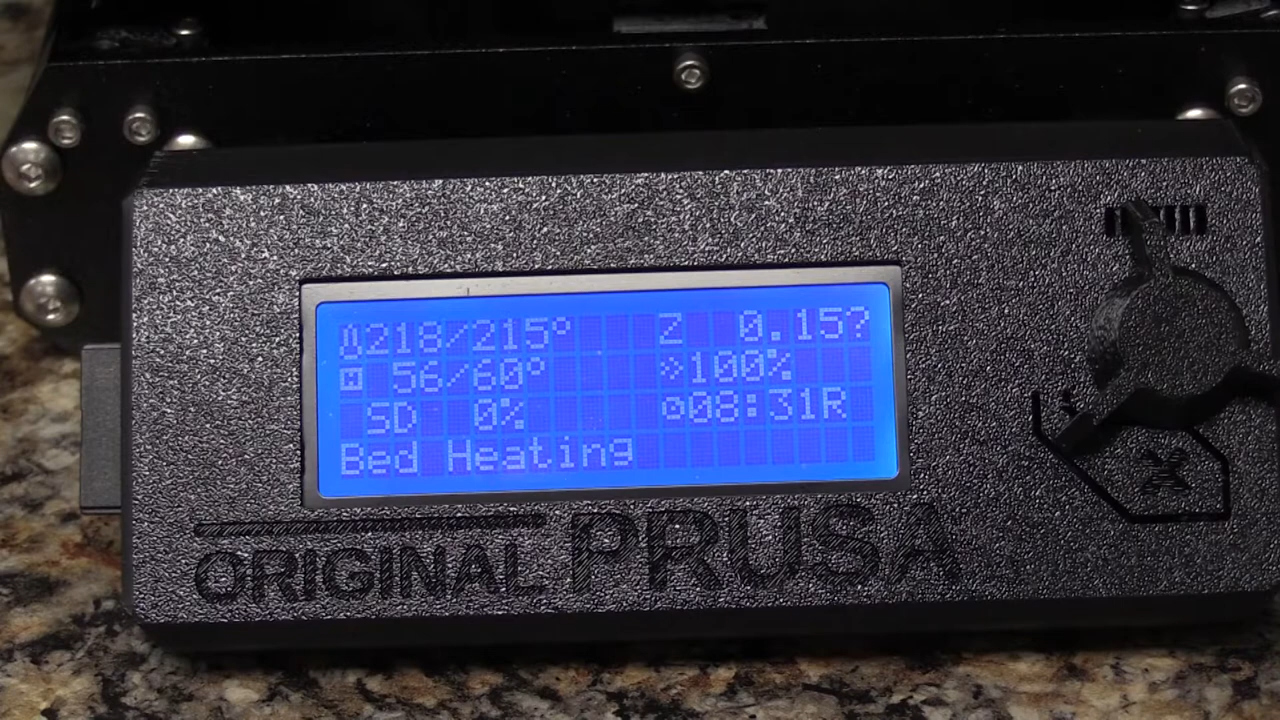 218/215° Z 0.15?
56/60° 100%
SD 0% 08:31R
Bed Heating
ORIGINAL PRUSA
X